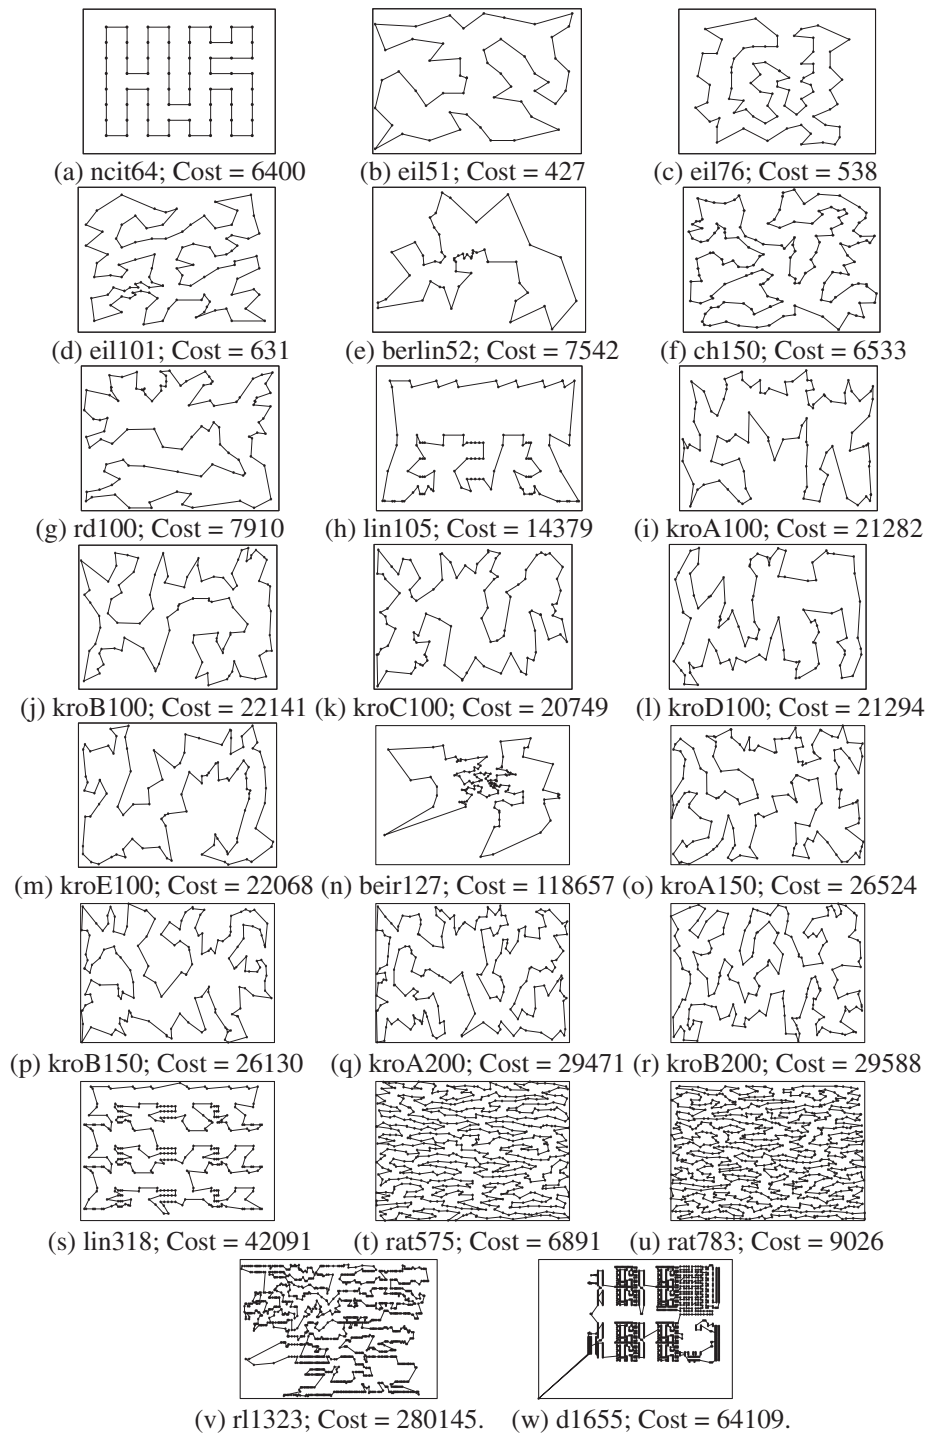 (a) ncit64; Cost = 6400 (b) eil51; Cost = 427 (c) eil76; Cost = 538
(d) eil101; Cost = 631 (e) berlin52; Cost = 7542 (f) ch150; Cost = 6533
(g) rd100; Cost = 7910 (h) lin105; Cost = 14379 (i) kroA100; Cost = 21282
(j) kroB100; Cost = 22141 (k) kroC100; Cost = 20749 (l) kroD100; Cost = 21294
(m) kroE100; Cost = 22068 (n) beir127; Cost = 118657 (o) kroA150; Cost = 26524
(p) kroB150; Cost = 26130 (q) kroA200; Cost = 29471 (r) kroB200; Cost = 29588
(s) lin318; Cost = 42091 (t) rat575; Cost = 6891 (u) rat783; Cost = 9026
(v) rl1323; Cost = 280145. (w) d1655; Cost = 64109.